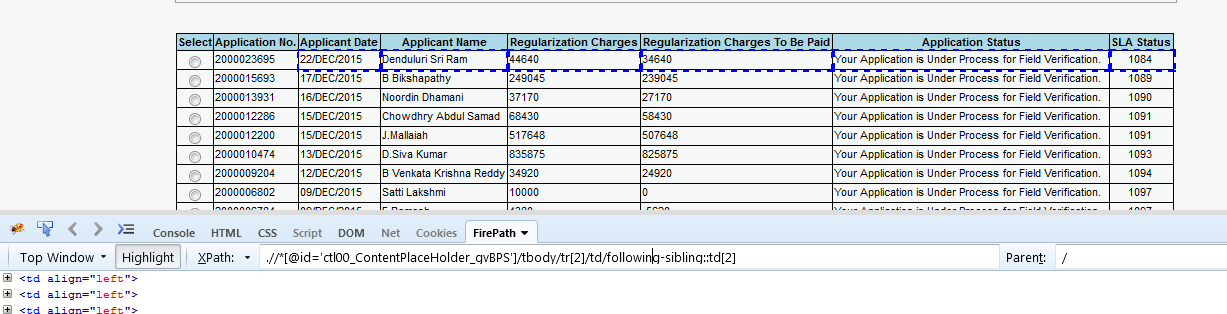 Select Application No. Applicant Date Applicant Name Regularization Charges Regularization Charges To Be Paid Application Status SLA Status
2000023695 22/DEC/2015 Denduluri Sri Ram 44640 34640 Your Application is Under Process for Field Verification. 1084
2000015693 17/DEC/2015 B Bikshapathy 249045 239045 Your Application is Under Process for Field Verification. 1089
2000013931 16/DEC/2015 Noordin Dhamani 37170 27170 Your Application is Under Process for Field Verification. 1090
2000012286 15/DEC/2015 Chowdhry Abdul Samad 68430 58430 Your Application is Under Process for Field Verification. 1091
2000012200 15/DEC/2015 J.Mallaiah 517648 507648 Your Application is Under Process for Field Verification. 1091
2000010474 13/DEC/2015 D.Siva Kumar 835875 825875 Your Application is Under Process for Field Verification. 1093
2000009204 12/DEC/2015 B Venkata Krishna Reddy 34920 24920 Your Application is Under Process for Field Verification. 1094
2000006802 09/DEC/2015 Satti Lakshmi 10000 0 Your Application is Under Process for Field Verification. 1097
Console HTML CSS Script DOM Net Cookies FirePath
Top Window Highlight XPath: .//*[@id='ctl00_ContentPlaceHolder_gvBPS']/tbody/tr[2]/td/following-sibling::td[2] Parent: /
<td align="left">
<td align="left">
<td align="left">